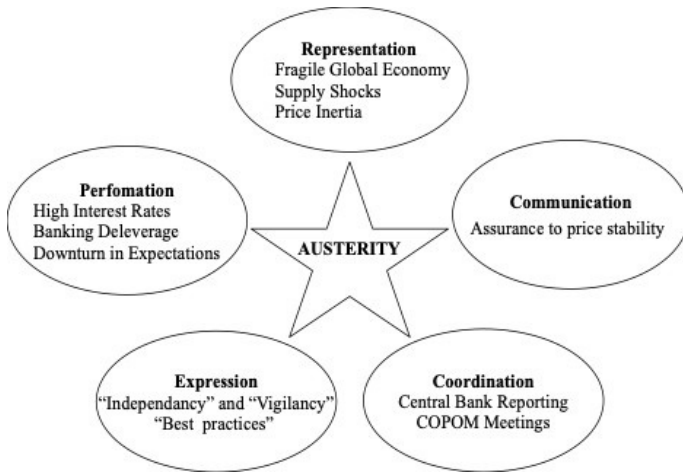 Representation
Fragile Global Economy
Supply Shocks
Price Inertia
Perfomation
High Interest Rates
Banking Deleverage
Downturn in Expectations
AUSTERITY
Communication
Assurance to price stability
Expression
“Independancy” and “Vigilancy”
“Best practices”
Coordination
Central Bank Reporting
COPOM Meetings